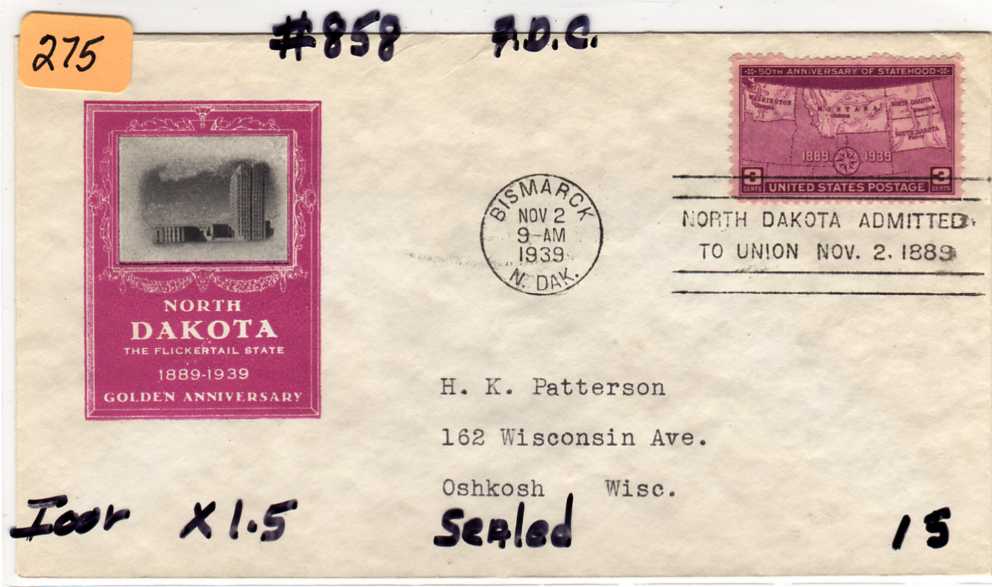 275
#858 F.D.C.
50TH ANNIVERSARY OF STATEHOOD
WASHINGTON
MONTANA
NORTH DAKOTA
SOUTH DAKOTA
1889 1939
3 CENTS UNITED STATES POSTAGE 3 CENTS
BISMARCK
NOV 2
9-AM
1939
N. DAK.
NORTH DAKOTA ADMITTED
TO UNION NOV. 2. 1889
NORTH
DAKOTA
THE FLICKERTAIL STATE
1889-1939
GOLDEN ANNIVERSARY
H. K. Patterson
162 Wisconsin Ave.
Oshkosh Wisc.
Ioor X1.5 Sealed 15